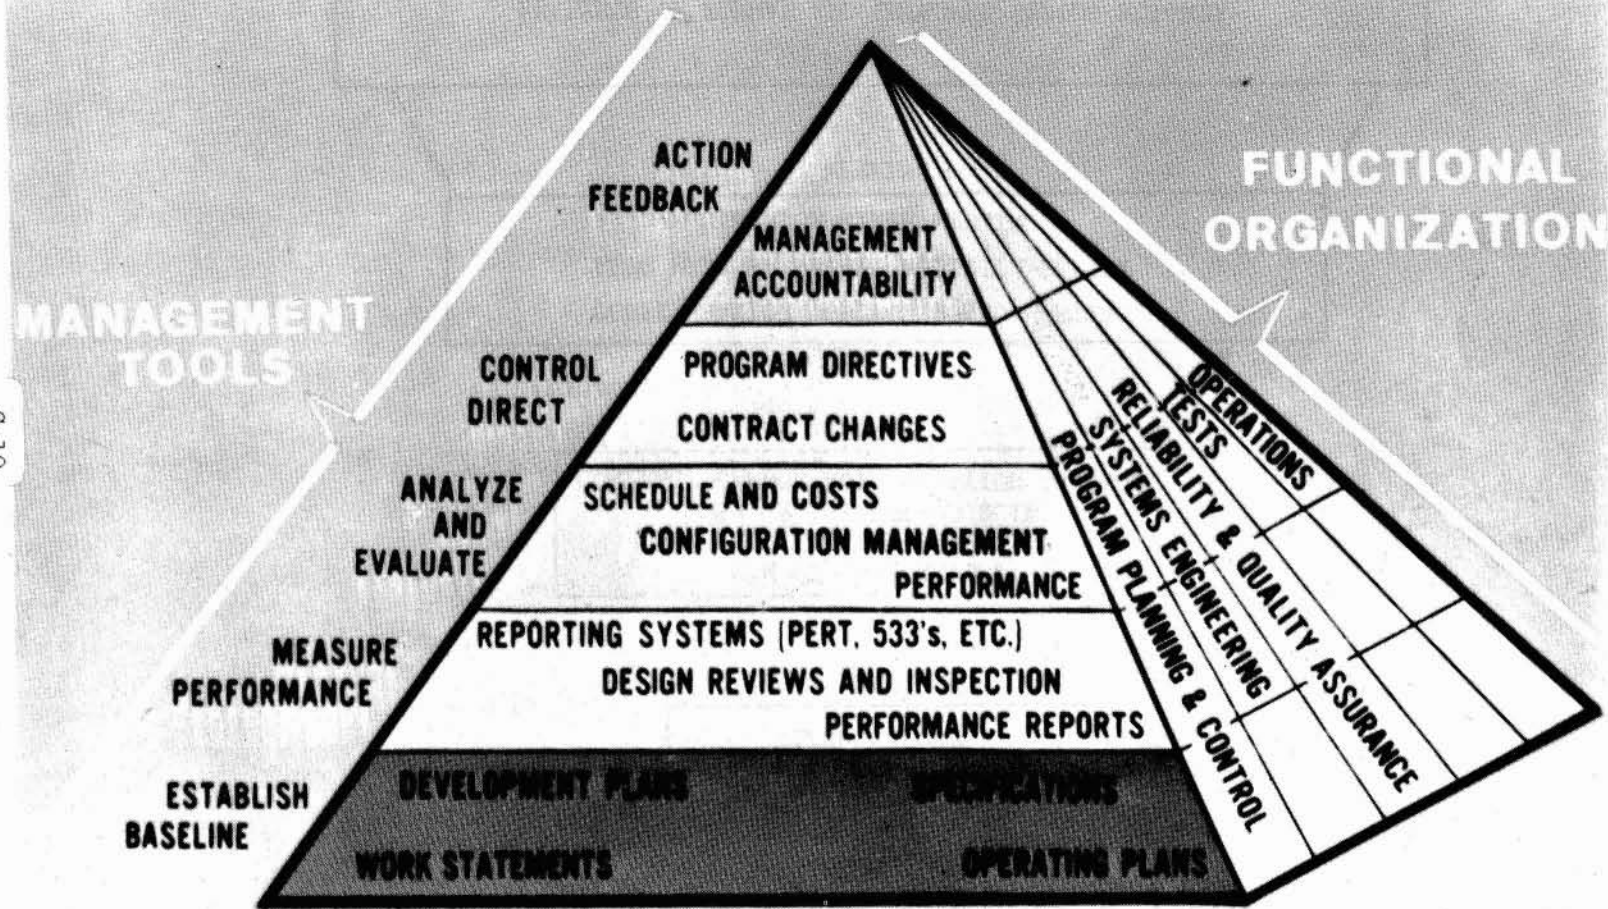 ACTION
FEEDBACK
FUNCTIONAL
ORGANIZATION
MANAGEMENT
ACCOUNTABILITY
MANAGEMENT
TOOLS
CONTROL
DIRECT
PROGRAM DIRECTIVES
CONTRACT CHANGES
ANALYZE
AND
EVALUATE
SCHEDULE AND COSTS
CONFIGURATION MANAGEMENT
PERFORMANCE
MEASURE
PERFORMANCE
REPORTING SYSTEMS (PERT, 533's, ETC.)
DESIGN REVIEWS AND INSPECTION
PERFORMANCE REPORTS
ESTABLISH
BASELINE
DEVELOPMENT PLANS
SPECIFICATIONS
WORK STATEMENTS
OPERATING PLANS
PROGRAM PLANNING & CONTROL
SYSTEMS ENGINEERING
RELIABILITY & QUALITY ASSURANCE
TESTS
OPERATIONS